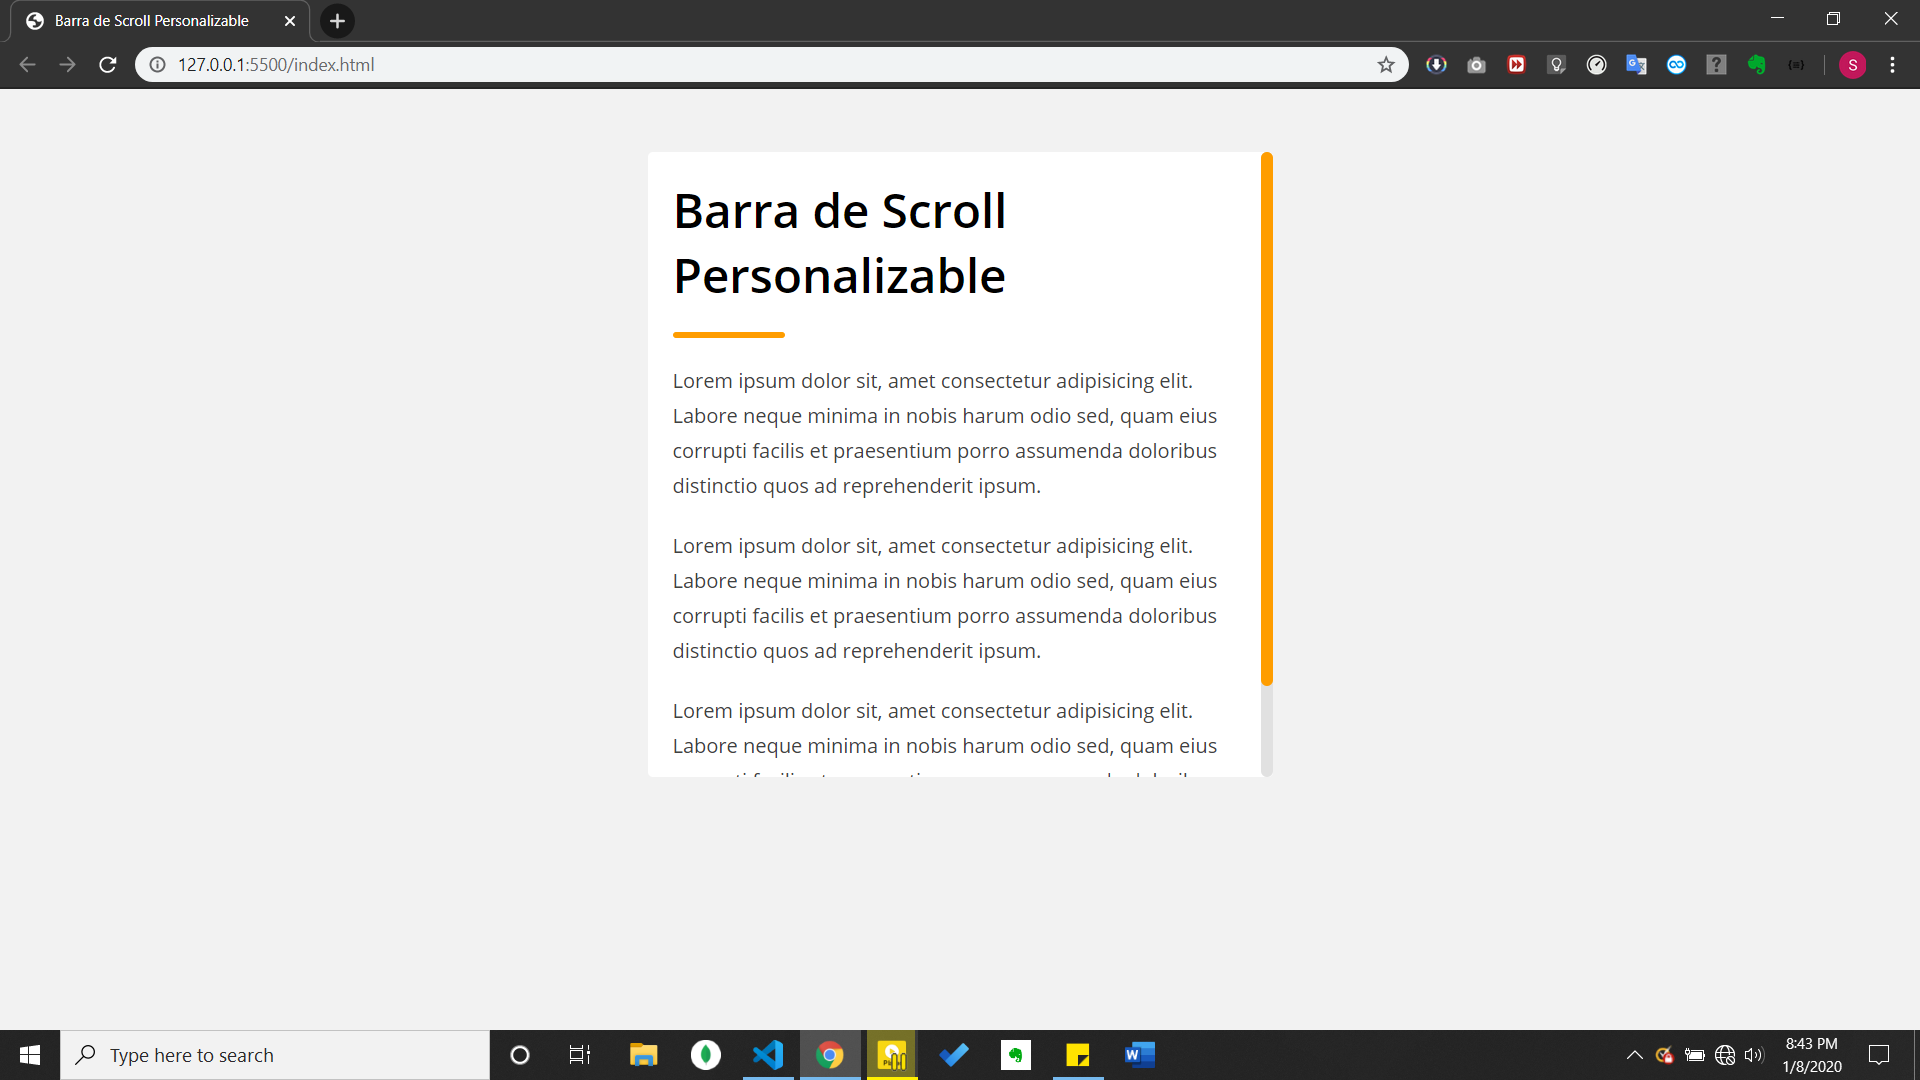 Barra de Scroll Personalizable
127.0.0.1:5500/index.html
S
Barra de Scroll
Personalizable
Lorem ipsum dolor sit, amet consectetur adipisicing elit.
Labore neque minima in nobis harum odio sed, quam eius
corrupti facilis et praesentium porro assumenda doloribus
distinctio quos ad reprehenderit ipsum.
Lorem ipsum dolor sit, amet consectetur adipisicing elit.
Labore neque minima in nobis harum odio sed, quam eius
corrupti facilis et praesentium porro assumenda doloribus
distinctio quos ad reprehenderit ipsum.
Lorem ipsum dolor sit, amet consectetur adipisicing elit.
Labore neque minima in nobis harum odio sed, quam eius
Type here to search
8:43 PM
1/8/2020